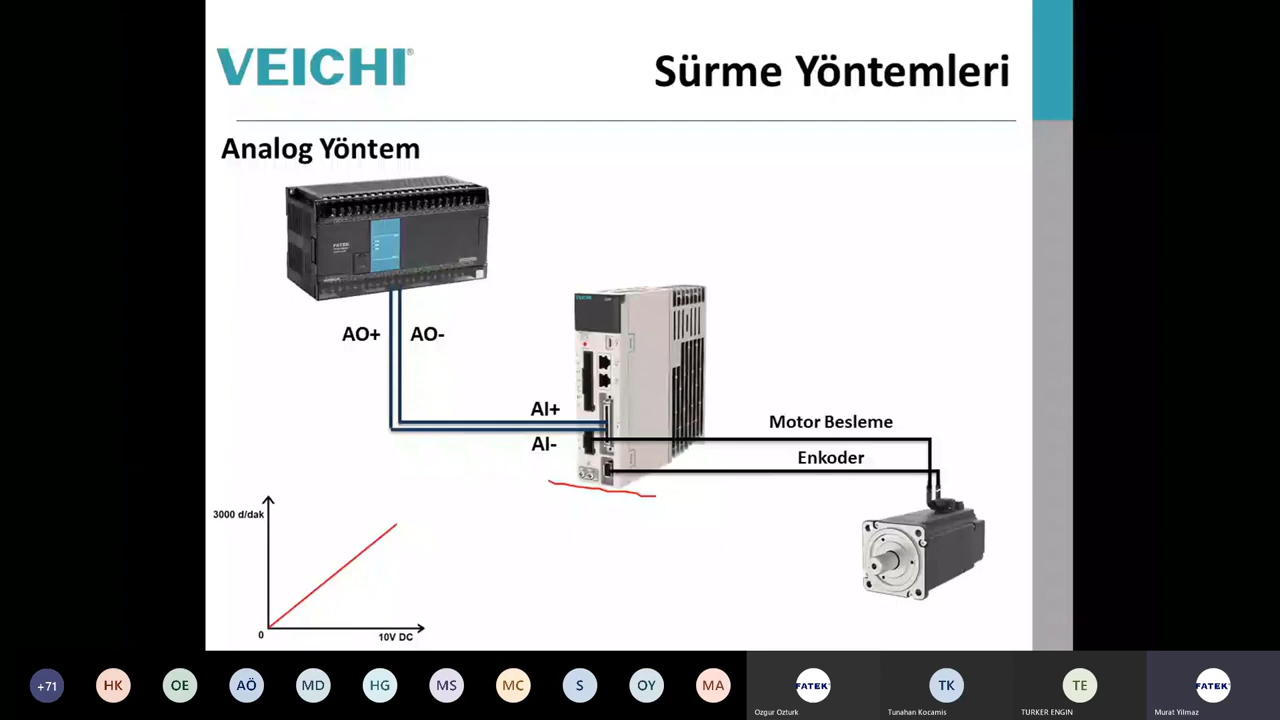 VEICHI
Sürme Yöntemleri
Analog Yöntem
FATEK
VEICHI
AO+
AO-
AI+
AI-
Motor Besleme
Enkoder
3000 d/dak
0
10V DC
+71
HK
OE
AÖ
MD
HG
MS
MC
S
OY
MA
FATEK
TK
TE
FATEK
Ozgur Ozturk
Tunahan Kocamis
TURKER ENGIN
Murat Yilmaz